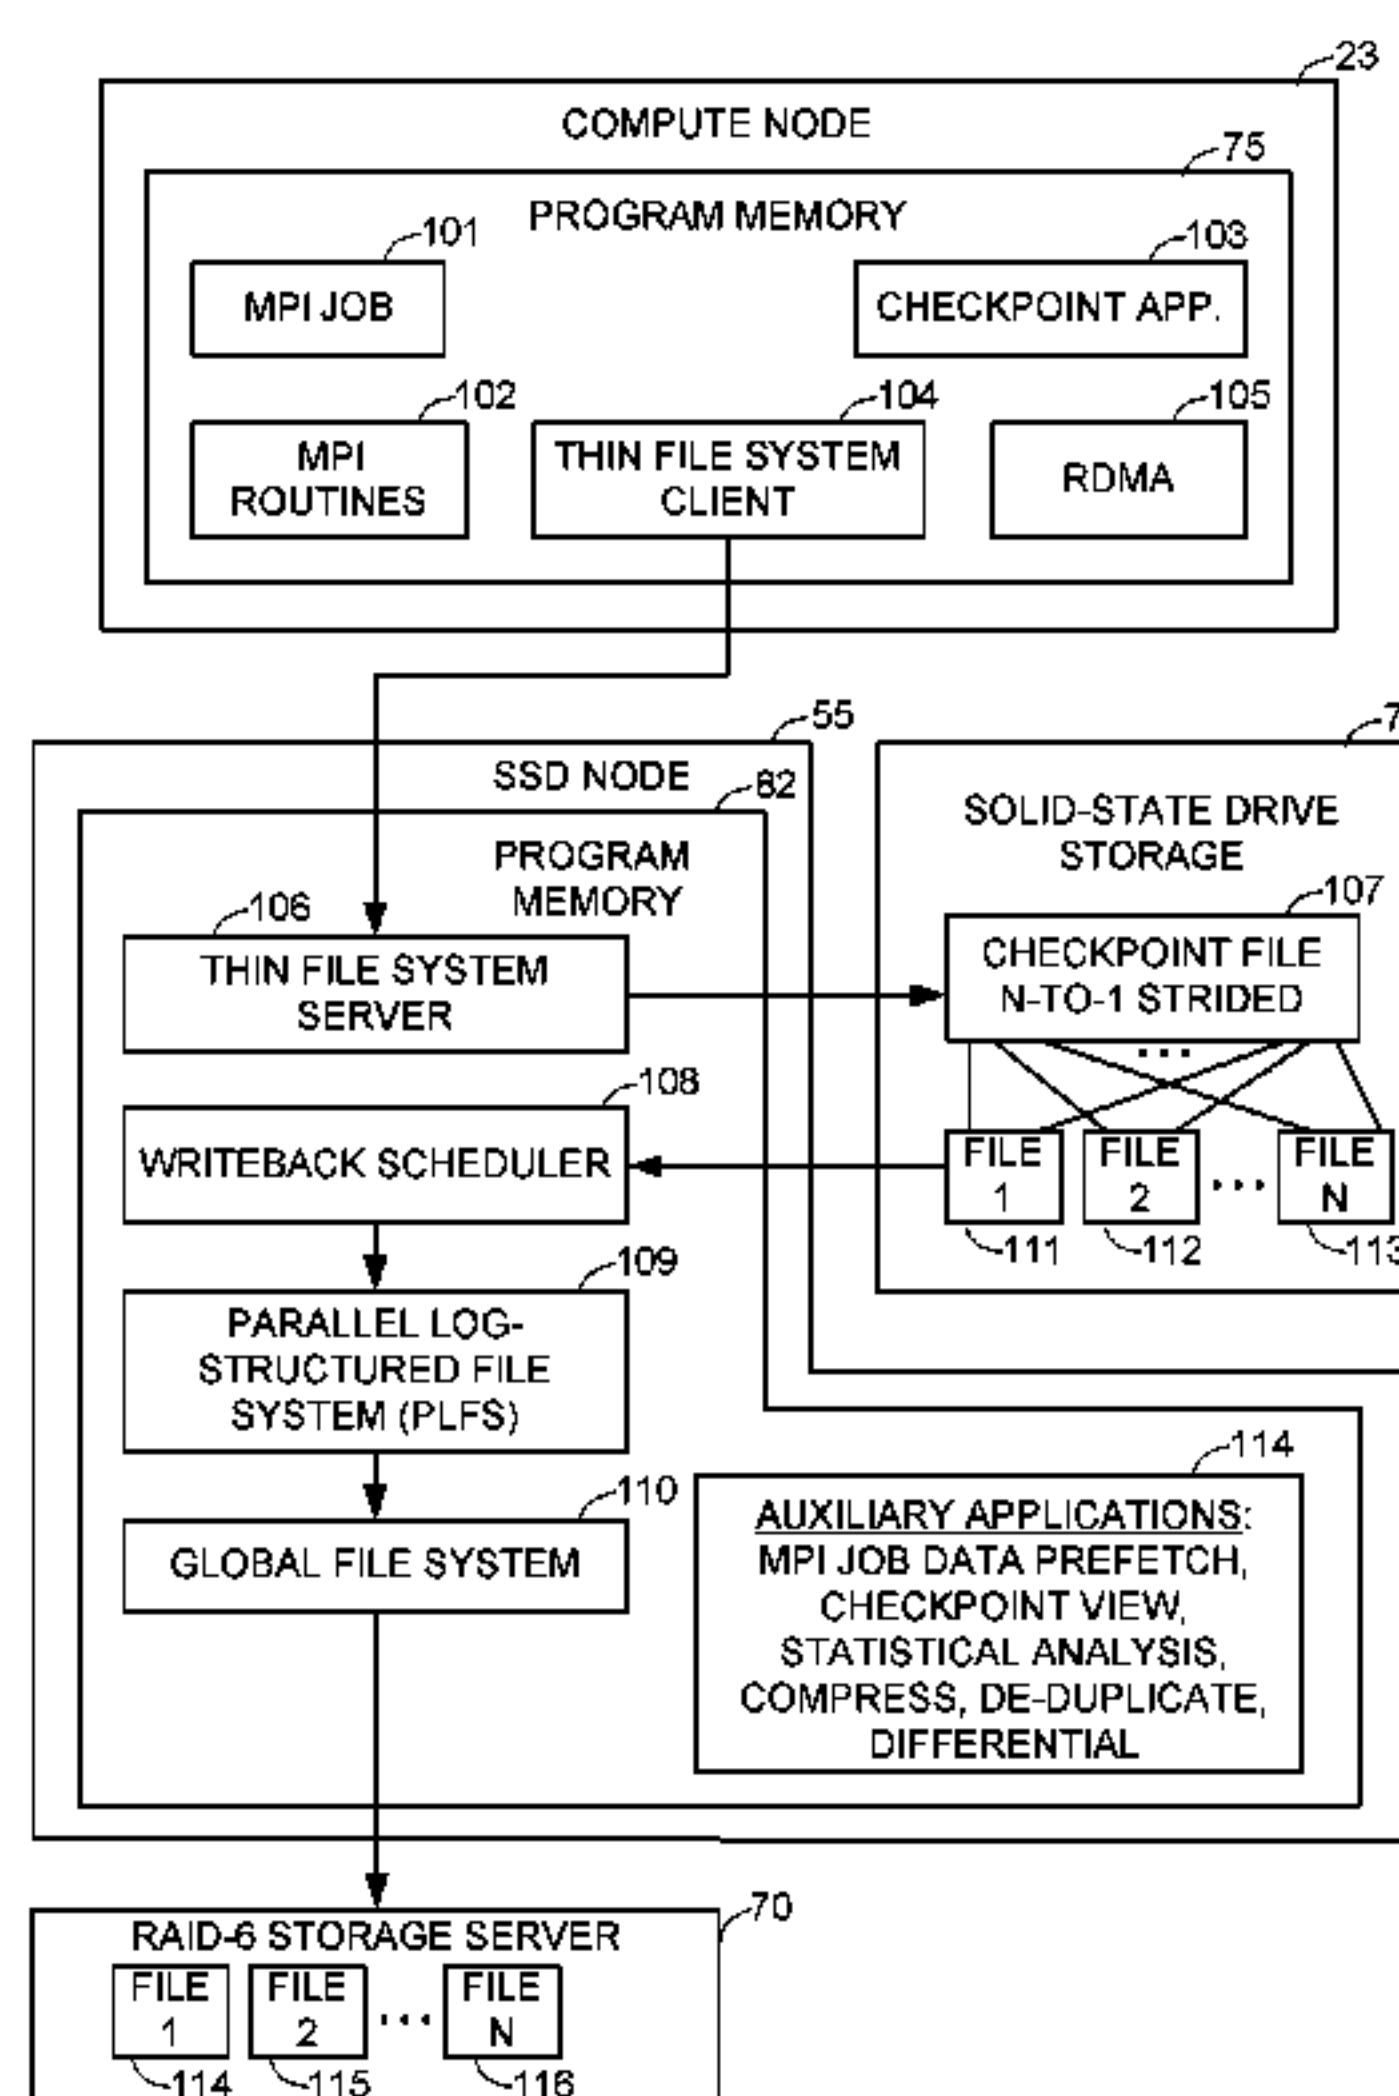 23
COMPUTE NODE
75
PROGRAM MEMORY
101
103
MPI JOB
CHECKPOINT APP.
102
104
105
MPI
ROUTINES
THIN FILE SYSTEM
CLIENT
RDMA
55
7
SSD NODE
82
SOLID-STATE DRIVE
STORAGE
PROGRAM
MEMORY
106
107
THIN FILE SYSTEM
SERVER
CHECKPOINT FILE
N-TO-1 STRIDED
...
108
WRITEBACK SCHEDULER
FILE
1
FILE
2
...
FILE
N
111
112
113
109
PARALLEL LOG-
STRUCTURED FILE
SYSTEM (PLFS)
110
GLOBAL FILE SYSTEM
114
AUXILIARY APPLICATIONS:
MPI JOB DATA PREFETCH,
CHECKPOINT VIEW,
STATISTICAL ANALYSIS,
COMPRESS, DE-DUPLICATE,
DIFFERENTIAL
70
RAID-6 STORAGE SERVER
FILE
1
FILE
2
...
FILE
N
114
115
116